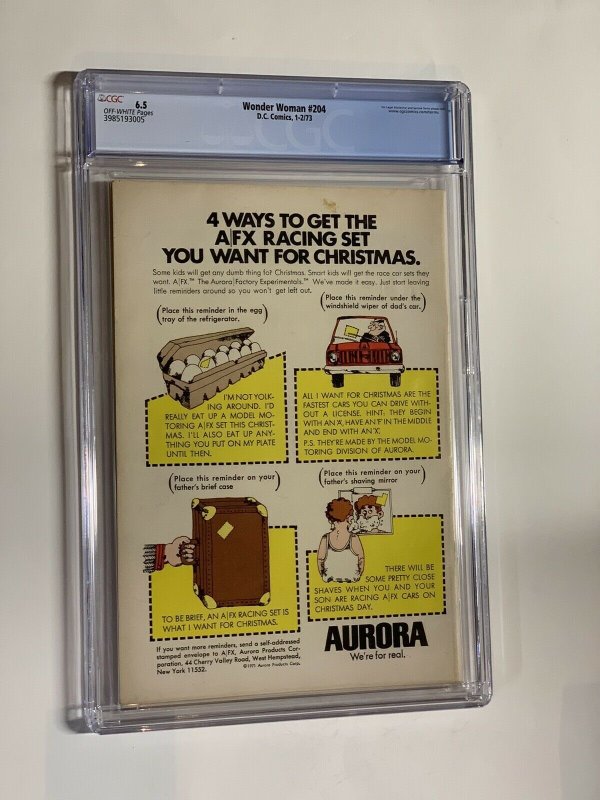 CGC 6.5
OFF-WHITE Pages
3985193005
Wonder Woman #204
D.C. Comics, 1-2/73
4 WAYS TO GET THE
A|FX RACING SET
YOU WANT FOR CHRISTMAS.
Some kids will get any dumb thing for Christmas. Smart kids will get the race car sets they
want. A|FX.™ The Aurora|Factory Experimentals.™ We've made it easy. Just start leaving
little reminders around so you won't get left out.
(Place this reminder in the egg
tray of the refrigerator.)
I'M NOT YOLK-
ING AROUND. I'D
REALLY EAT UP A MODEL MO-
TORING A|FX SET THIS CHRIST-
MAS. I'LL ALSO EAT UP ANY-
THING YOU PUT ON MY PLATE
UNTIL THEN.
(Place this reminder under the
windshield wiper of dad's car.)
ALL I WANT FOR CHRISTMAS ARE THE
FASTEST CARS YOU CAN DRIVE WITH-
OUT A LICENSE. HINT: THEY BEGIN
WITH AN 'A', HAVE AN 'F' IN THE MIDDLE
AND END WITH AN 'X'.
P.S. THEY'RE MADE BY THE MODEL MO-
TORING DIVISION OF AURORA.
(Place this reminder on your
father's brief case)
TO BE BRIEF, AN A|FX RACING SET IS
WHAT I WANT FOR CHRISTMAS.
(Place this reminder on your
father's shaving mirror)
THERE WILL BE
SOME PRETTY CLOSE
SHAVES WHEN YOU AND YOUR
SON ARE RACING A|FX CARS ON
CHRISTMAS DAY.
If you want more reminders, send a self-addressed
stamped envelope to A|FX, Aurora Products Cor-
poration, 44 Cherry Valley Road, West Hempstead,
New York 11552.
©1971 Aurora Products Corp.
AURORA
We're for real.